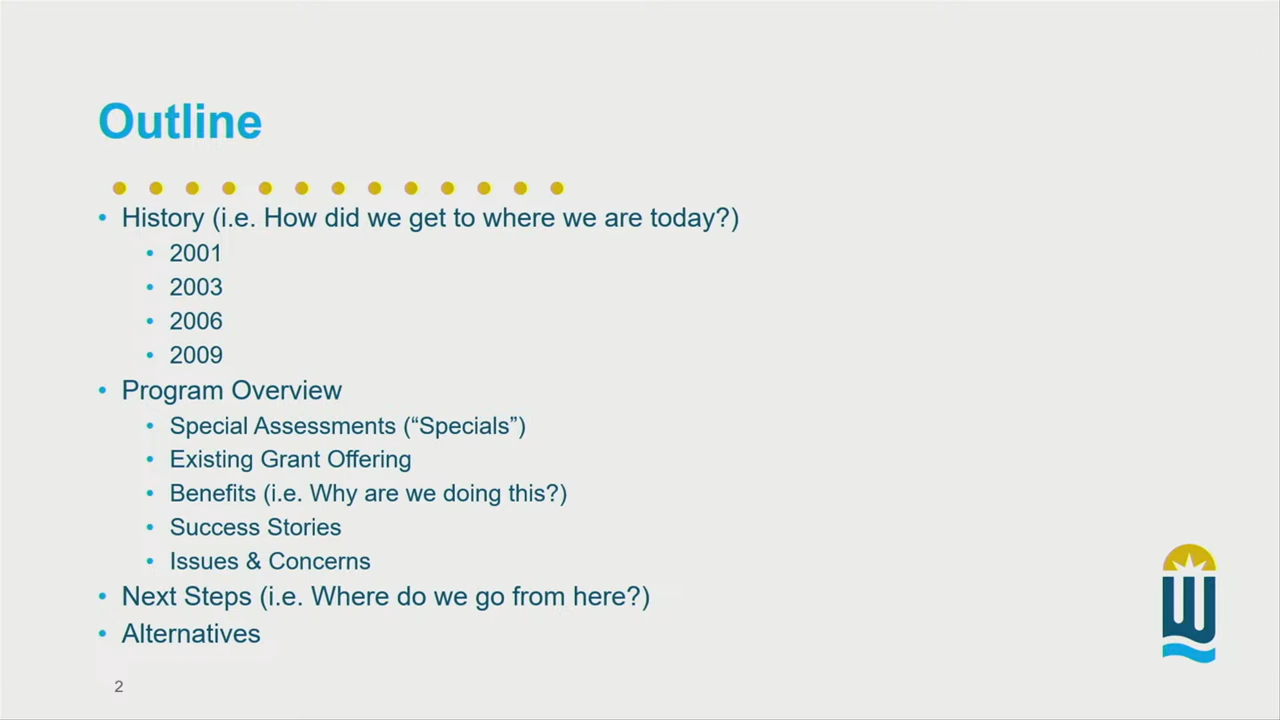 Outline
• History (i.e. How did we get to where we are today?)
• 2001
• 2003
• 2006
• 2009
• Program Overview
• Special Assessments (“Specials”)
• Existing Grant Offering
• Benefits (i.e. Why are we doing this?)
• Success Stories
• Issues & Concerns
• Next Steps (i.e. Where do we go from here?)
• Alternatives
2
W